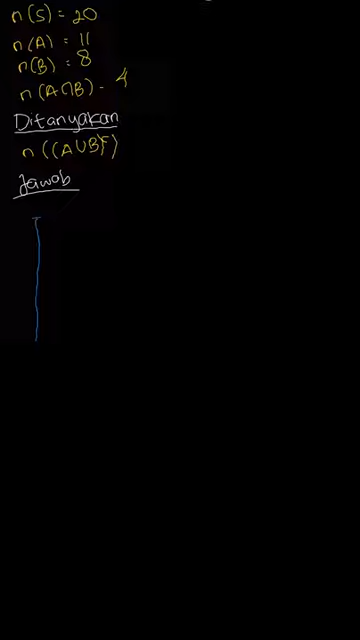 n(S) = 20
n(A) = 11
n(B) = 8
n(A∩B) = 4
Ditanyakan
n((A∪B)ᶜ)
Jawab